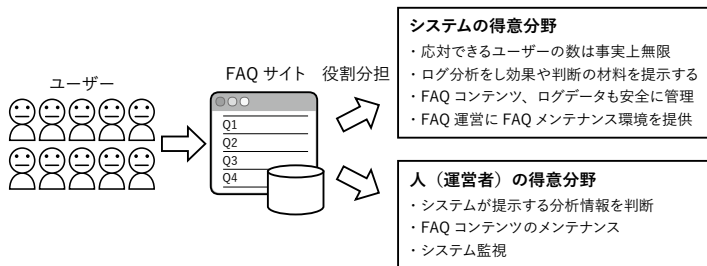 ユーザー
FAQ サイト
役割分担
Q1
Q2
Q3
Q4
システムの得意分野
・応対できるユーザーの数は事実上無限
・ログ分析をし効果や判断の材料を提示する
・FAQ コンテンツ、ログデータも安全に管理
・FAQ 運営に FAQ メンテナンス環境を提供
人（運営者）の得意分野
・システムが提示する分析情報を判断
・FAQ コンテンツのメンテナンス
・システム監視